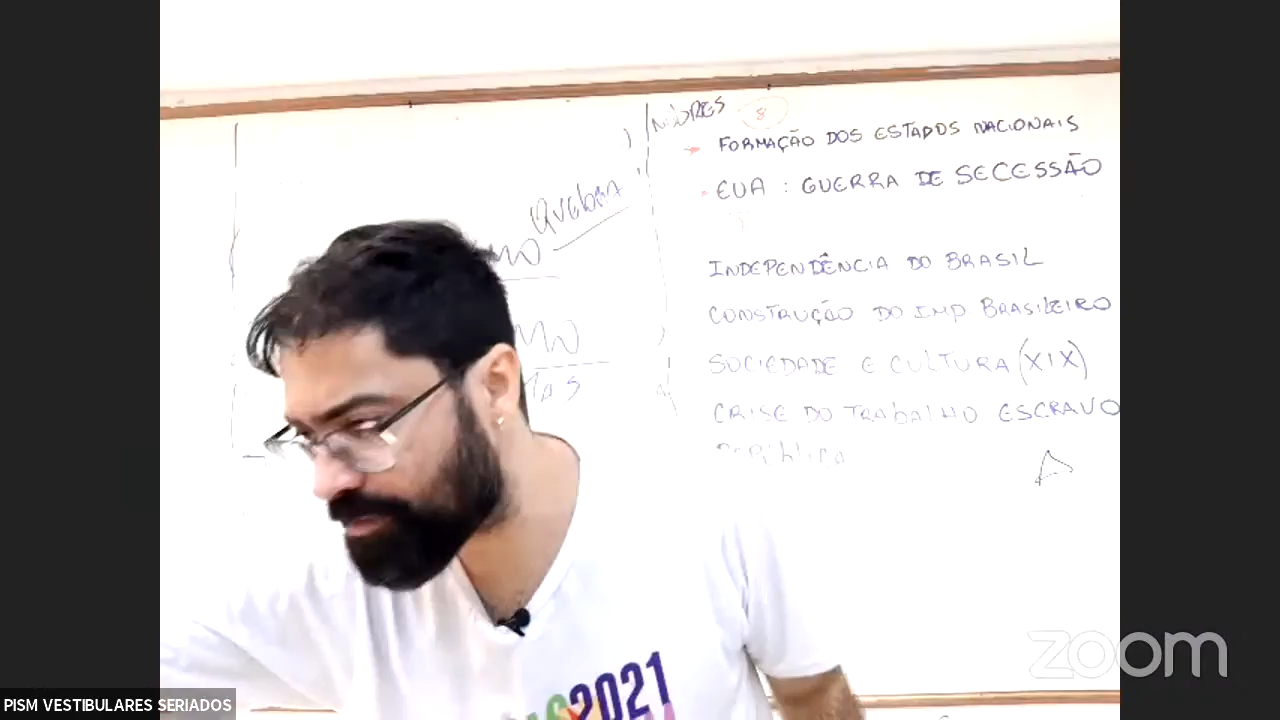 8
FORMAÇÃO DOS ESTADOS NACIONAIS
EUA : GUERRA DE SECESSÃO
INDEPENDÊNCIA DO BRASIL
CONSTRUÇÃO DO IMP BRASILEIRO
SOCIEDADE E CULTURA (XIX)
CRISE DO TRABALHO ESCRAVO
República
2021
zoom
PISM VESTIBULARES SERIADOS